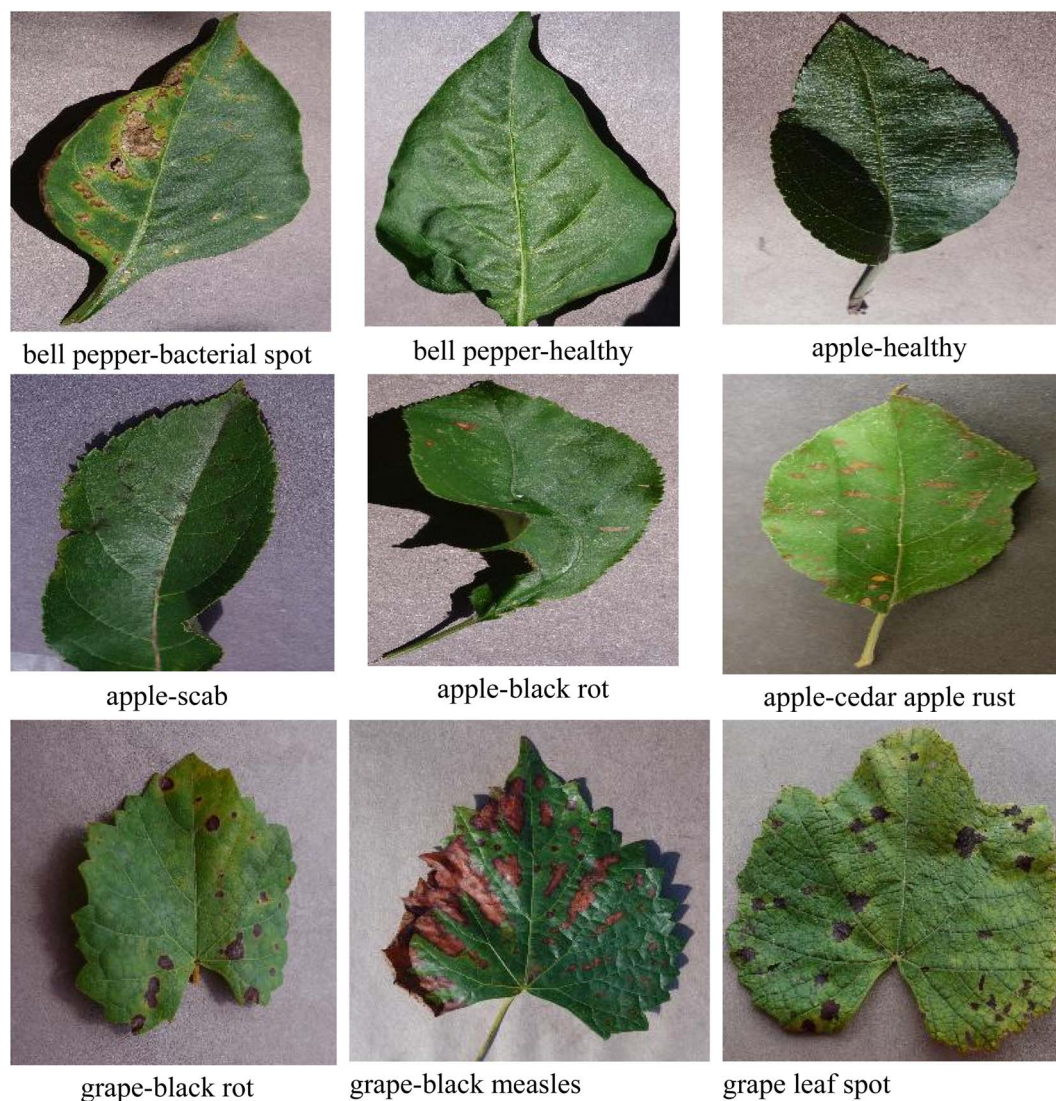 bell pepper-bacterial spot
bell pepper-healthy
apple-healthy
apple-scab
apple-black rot
apple-cedar apple rust
grape-black rot
grape-black measles
grape leaf spot